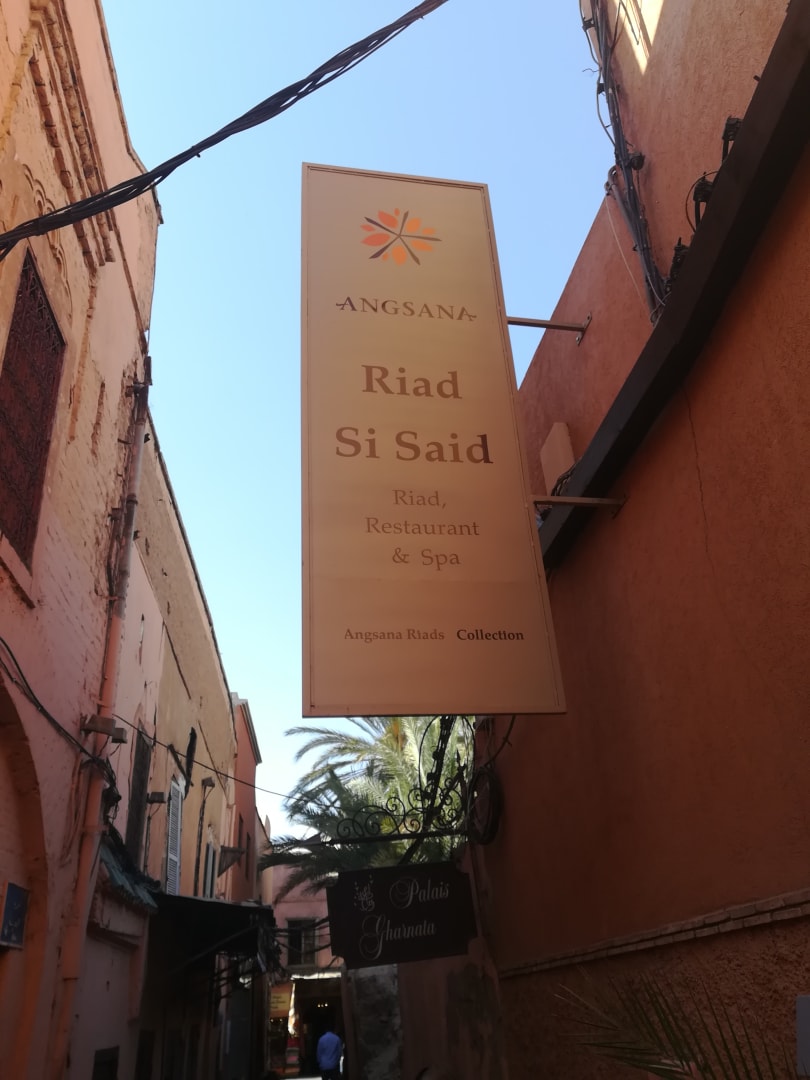 ANGSANA
Riad
Si Said
Riad,
Restaurant
& Spa
Angsana Riads Collection
Palais
Gharnata